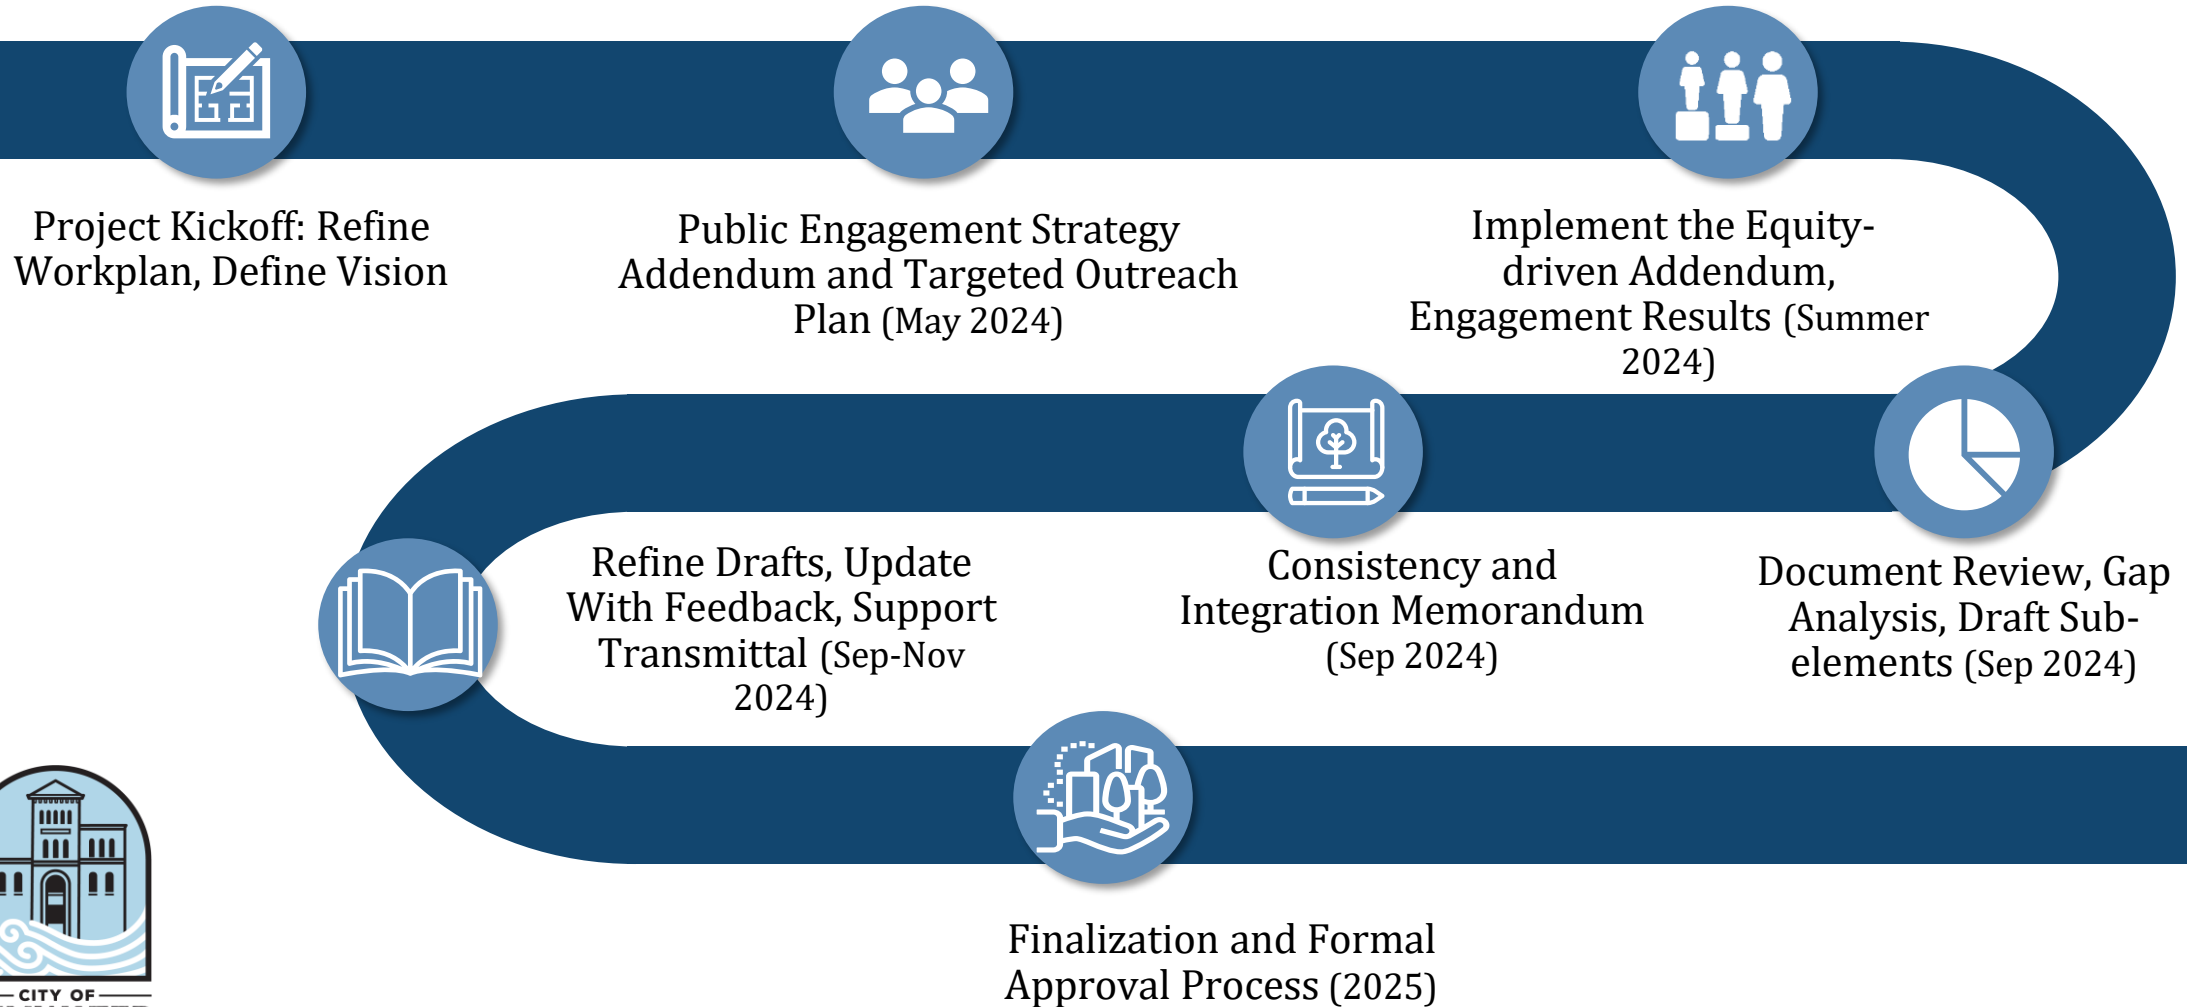 Project Kickoff: Refine
Workplan, Define Vision
Public Engagement Strategy
Addendum and Targeted Outreach
Plan (May 2024)
Implement the Equity-
driven Addendum,
Engagement Results (Summer
2024)
Document Review, Gap
Analysis, Draft Sub-
elements (Sep 2024)
Consistency and
Integration Memorandum
(Sep 2024)
Refine Drafts, Update
With Feedback, Support
Transmittal (Sep-Nov
2024)
Finalization and Formal
Approval Process (2025)
CITY OF